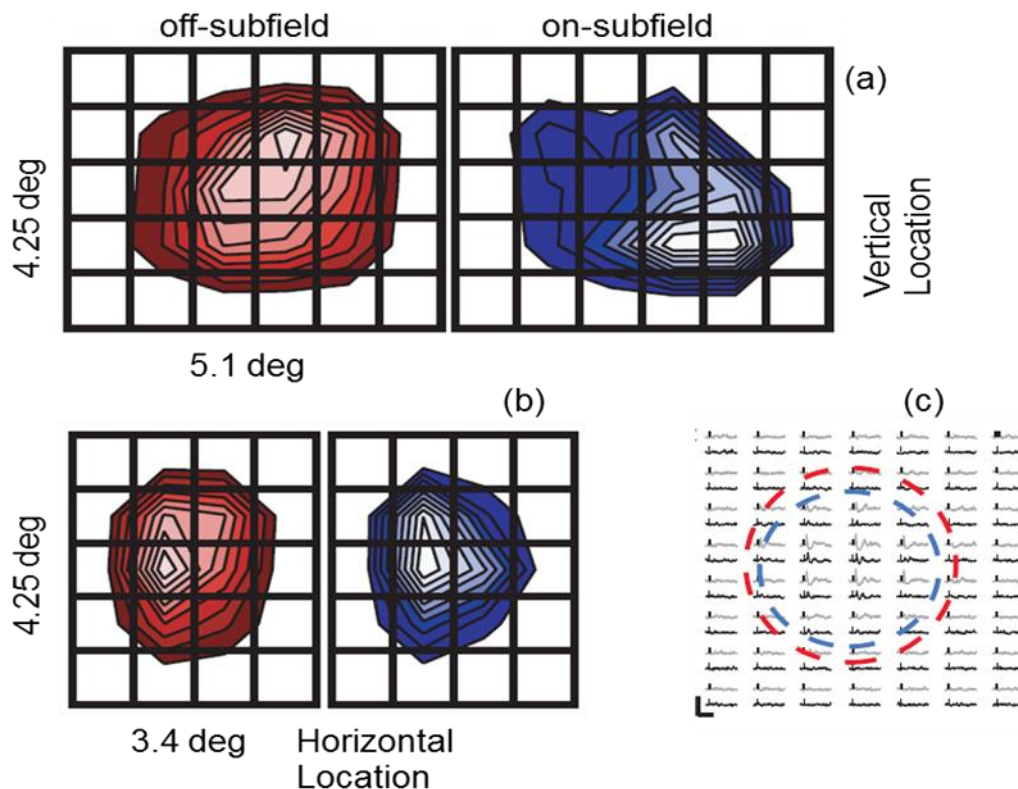 off-subfield on-subfield
(a)
4.25 deg
Vertical
Location
5.1 deg
(b)
(c)
4.25 deg
3.4 deg Horizontal
Location